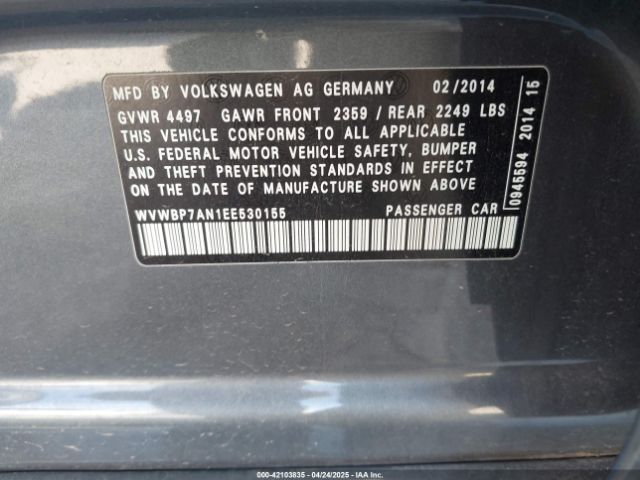 MFD BY VOLKSWAGEN AG GERMANY 02/2014
GVWR 4497 GAWR FRONT 2359 / REAR 2249 LBS
THIS VEHICLE CONFORMS TO ALL APPLICABLE
U.S. FEDERAL MOTOR VEHICLE SAFETY, BUMPER
AND THEFT PREVENTION STANDARDS IN EFFECT
ON THE DATE OF MANUFACTURE SHOWN ABOVE
WVWBP7AN1EE530155 PASSENGER CAR
0945594 2014 15
000-42103835 - 04/24/2025 - IAA Inc.